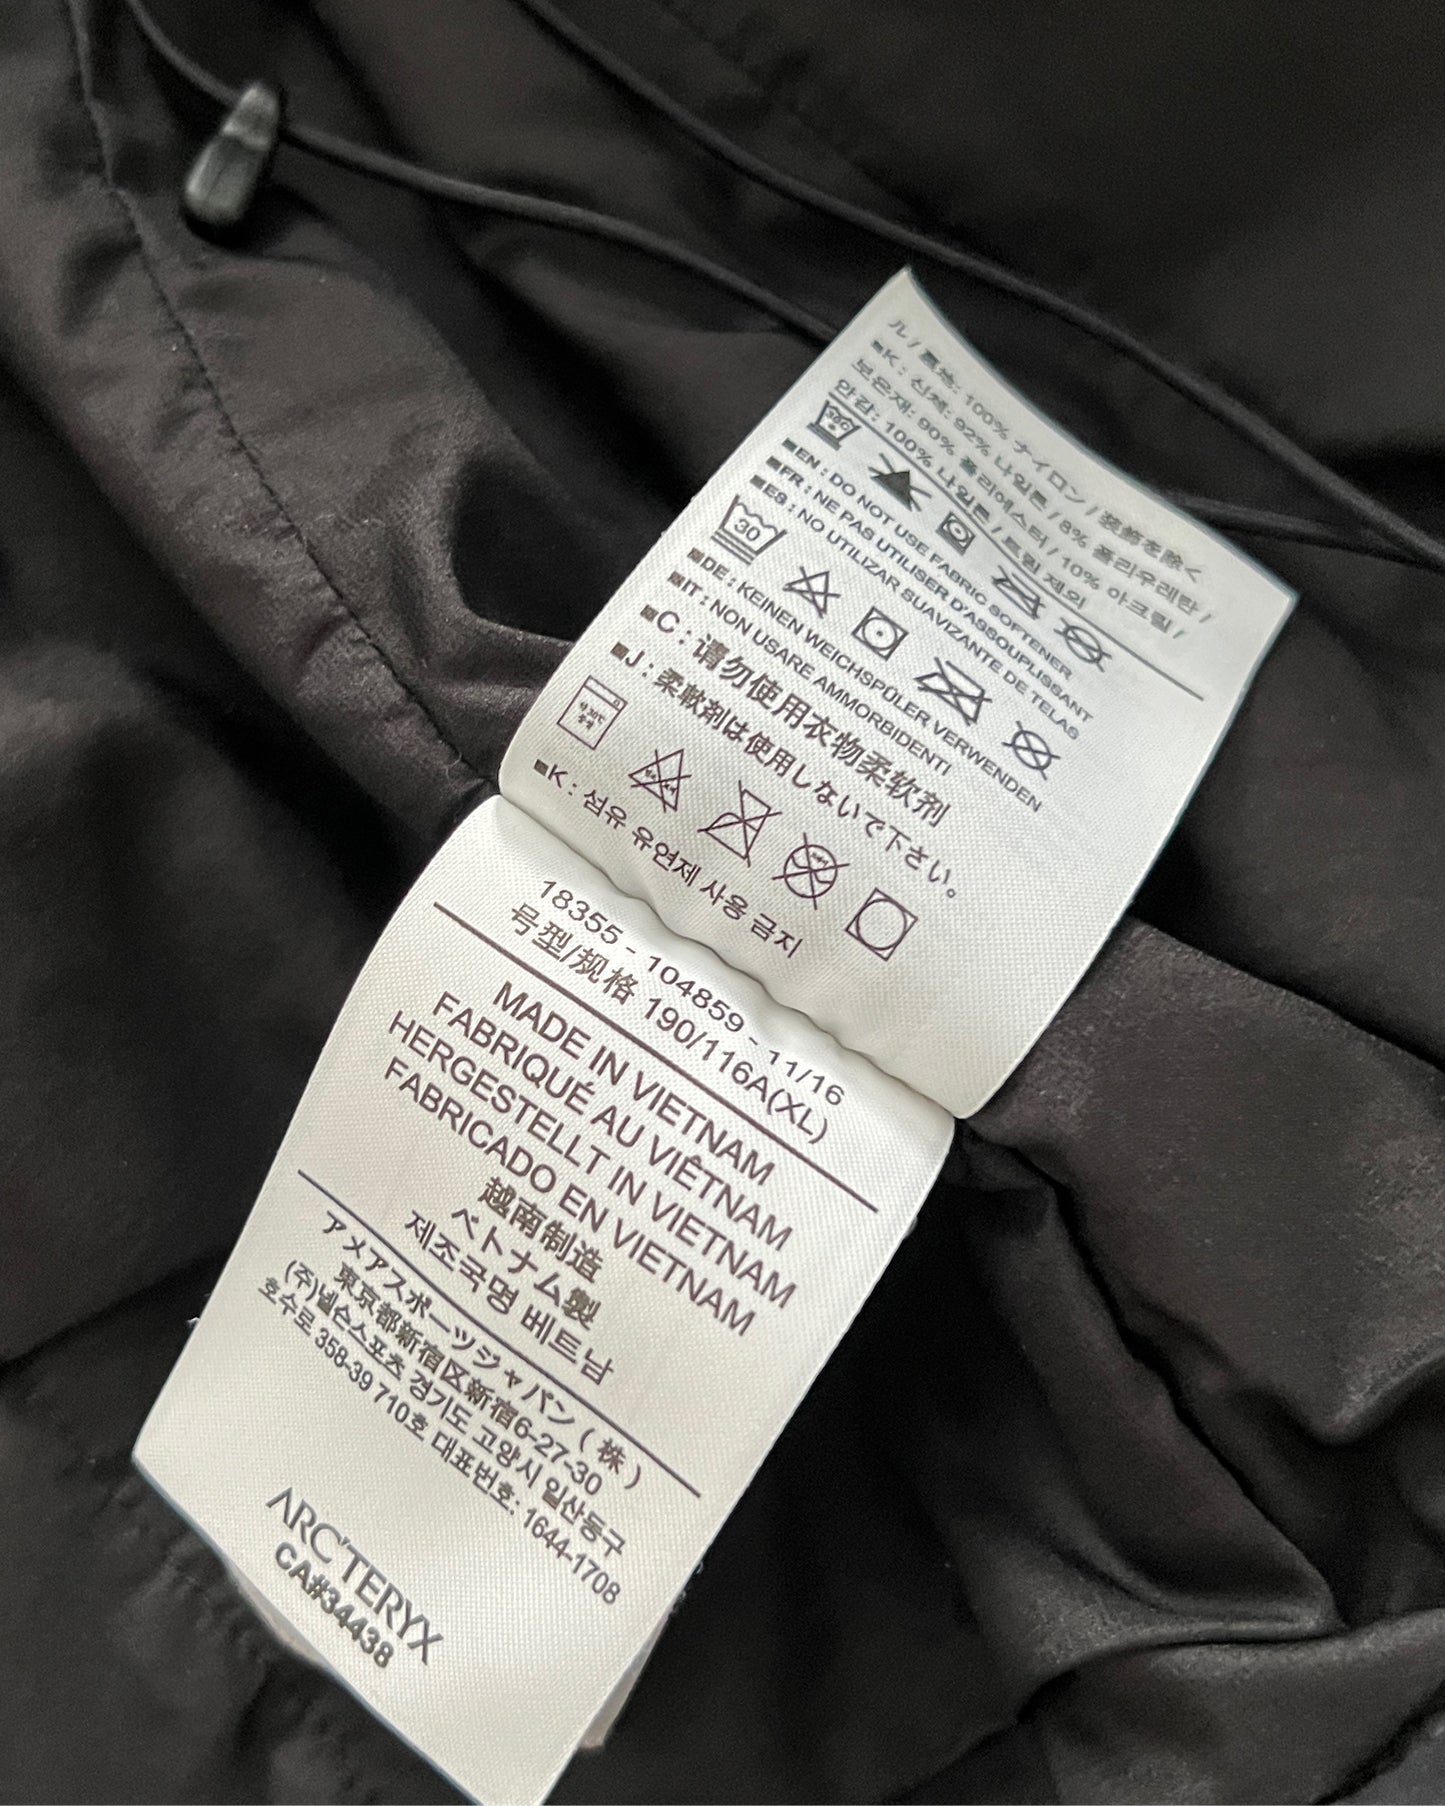 ル / 裏地: 100% ナイロン / 装飾を除く
■K : 신체: 92% 나일론 / 8% 폴리우레탄 /
보온재: 90% 폴리에스터 / 10% 아크릴 /
안감: 100% 나일론 / 트림 제외
30
■EN : DO NOT USE FABRIC SOFTENER
■FR : NE PAS UTILISER D'ASSOUPLISSANT
■ES : NO UTILIZAR SUAVIZANTE DE TELAS
30
■DE : KEINEN WEICHSPÜLER VERWENDEN
■IT : NON USARE AMMORBIDENTI
■C : 请勿使用衣物柔软剂
■J : 柔軟剤は使用しないで下さい。
■K : 섬유 유연제 사용 금지
18355 - 104859 - 11/16
号型/规格 190/116A(XL)
MADE IN VIETNAM
FABRIQUÉ AU VIÊTNAM
HERGESTELLT IN VIETNAM
FABRICADO EN VIETNAM
越南制造
ベトナム製
제조국명 베트남
アメアスポーツジャパン ( 株 )
東京都新宿区新宿6-27-30
(주)넬슨스포츠 경기도 고양시 일산동구
호수로 358-39 710호 대표번호: 1644-1708
ARC'TERYX
CA#34438